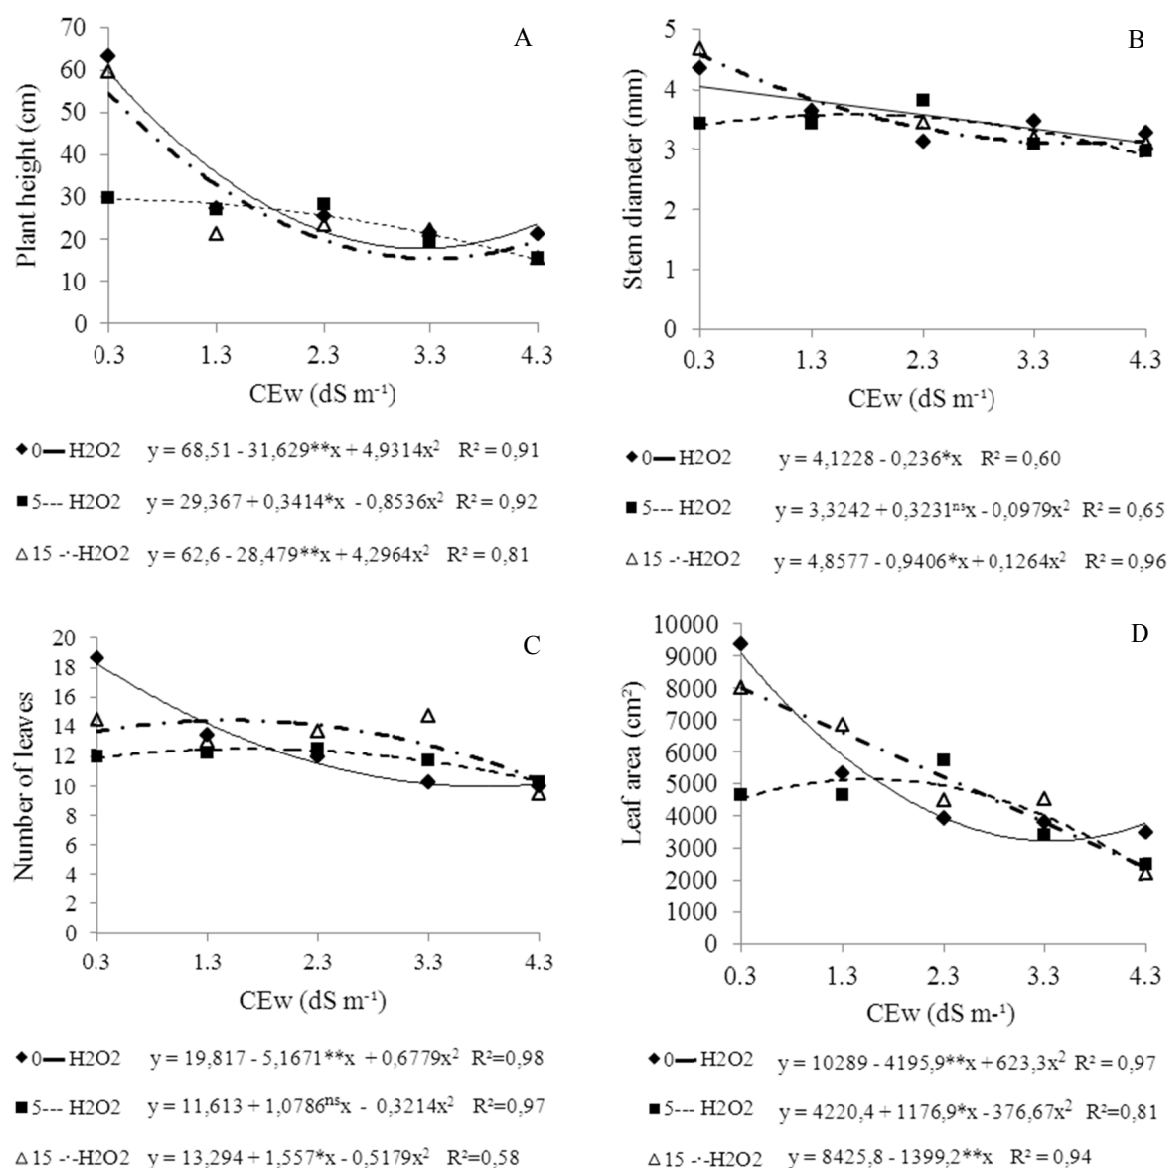 A
Plant height (cm)
70
60
50
40
30
20
10
0
0.3 1.3 2.3 3.3 4.3
CEw (dS m⁻¹)
◆ 0 — H2O2 y = 68,51 - 31,629**x + 4,9314x² R² = 0,91
■ 5--- H2O2 y = 29,367 + 0,3414*x - 0,8536x² R² = 0,92
△ 15 -·-H2O2 y = 62,6 - 28,479**x + 4,2964x² R² = 0,81
B
Stem diameter (mm)
5
4
3
2
1
0
0.3 1.3 2.3 3.3 4.3
CEw (dS m⁻¹)
◆ 0 — H2O2 y = 4,1228 - 0,236*x R² = 0,60
■ 5--- H2O2 y = 3,3242 + 0,3231ⁿˢx - 0,0979x² R² = 0,65
△ 15 -·-H2O2 y = 4,8577 - 0,9406*x + 0,1264x² R² = 0,96
C
Number of leaves
20
18
16
14
12
10
8
6
4
2
0
0.3 1.3 2.3 3.3 4.3
CEw (dS m⁻¹)
◆ 0 — H2O2 y = 19,817 - 5,1671**x + 0,6779x² R²=0,98
■ 5--- H2O2 y = 11,613 + 1,0786ⁿˢx - 0,3214x² R²=0,97
△ 15 -·-H2O2 y = 13,294 + 1,557*x - 0,5179x² R²=0,58
D
Leaf area (cm²)
10000
9000
8000
7000
6000
5000
4000
3000
2000
1000
0
0.3 1.3 2.3 3.3 4.3
CEw (dS m-¹)
◆ 0 — H2O2 y = 10289 - 4195,9**x + 623,3x² R² = 0,97
■ 5--- H2O2 y = 4220,4 + 1176,9*x - 376,67x² R²=0,81
△ 15 -·-H2O2 y = 8425,8 - 1399,2**x R² = 0,94